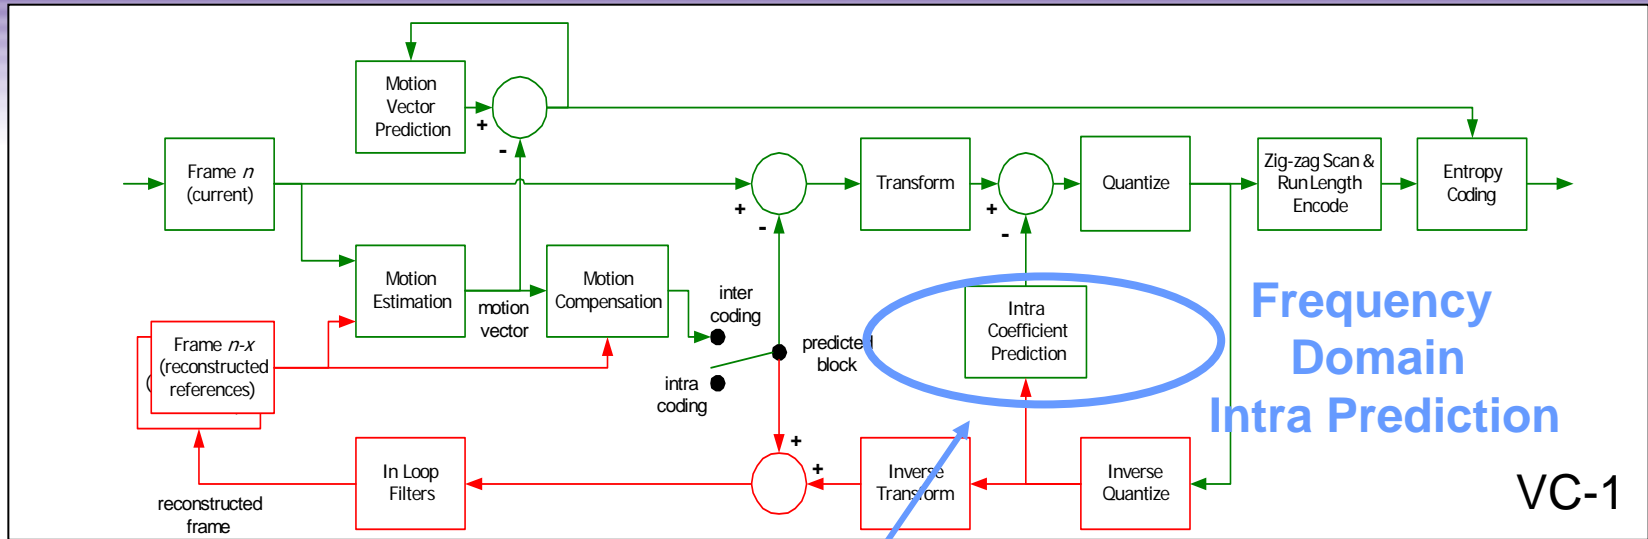 Motion
Vector
Prediction
+
-
Frame n
(current)
+
-
Transform
+
-
Quantize
Zig-zag Scan &
Run Length
Encode
Entropy
Coding
Motion
Estimation
motion
vector
Motion
Compensation
inter
coding
predicted
block
intra
coding
Intra
Coefficient
Prediction
Frequency
Domain
Intra Prediction
Frame n-x
(reconstructed
references)
(
reconstructed
frame
In Loop
Filters
+
+
Inverse
Transform
Inverse
Quantize
VC-1